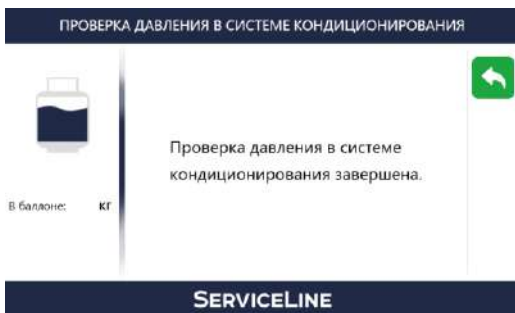 ПРОВЕРКА ДАВЛЕНИЯ В СИСТЕМЕ КОНДИЦИОНИРОВАНИЯ
Проверка давления в системе
кондиционирования завершена.
В баллоне: кг
SERVICELINE